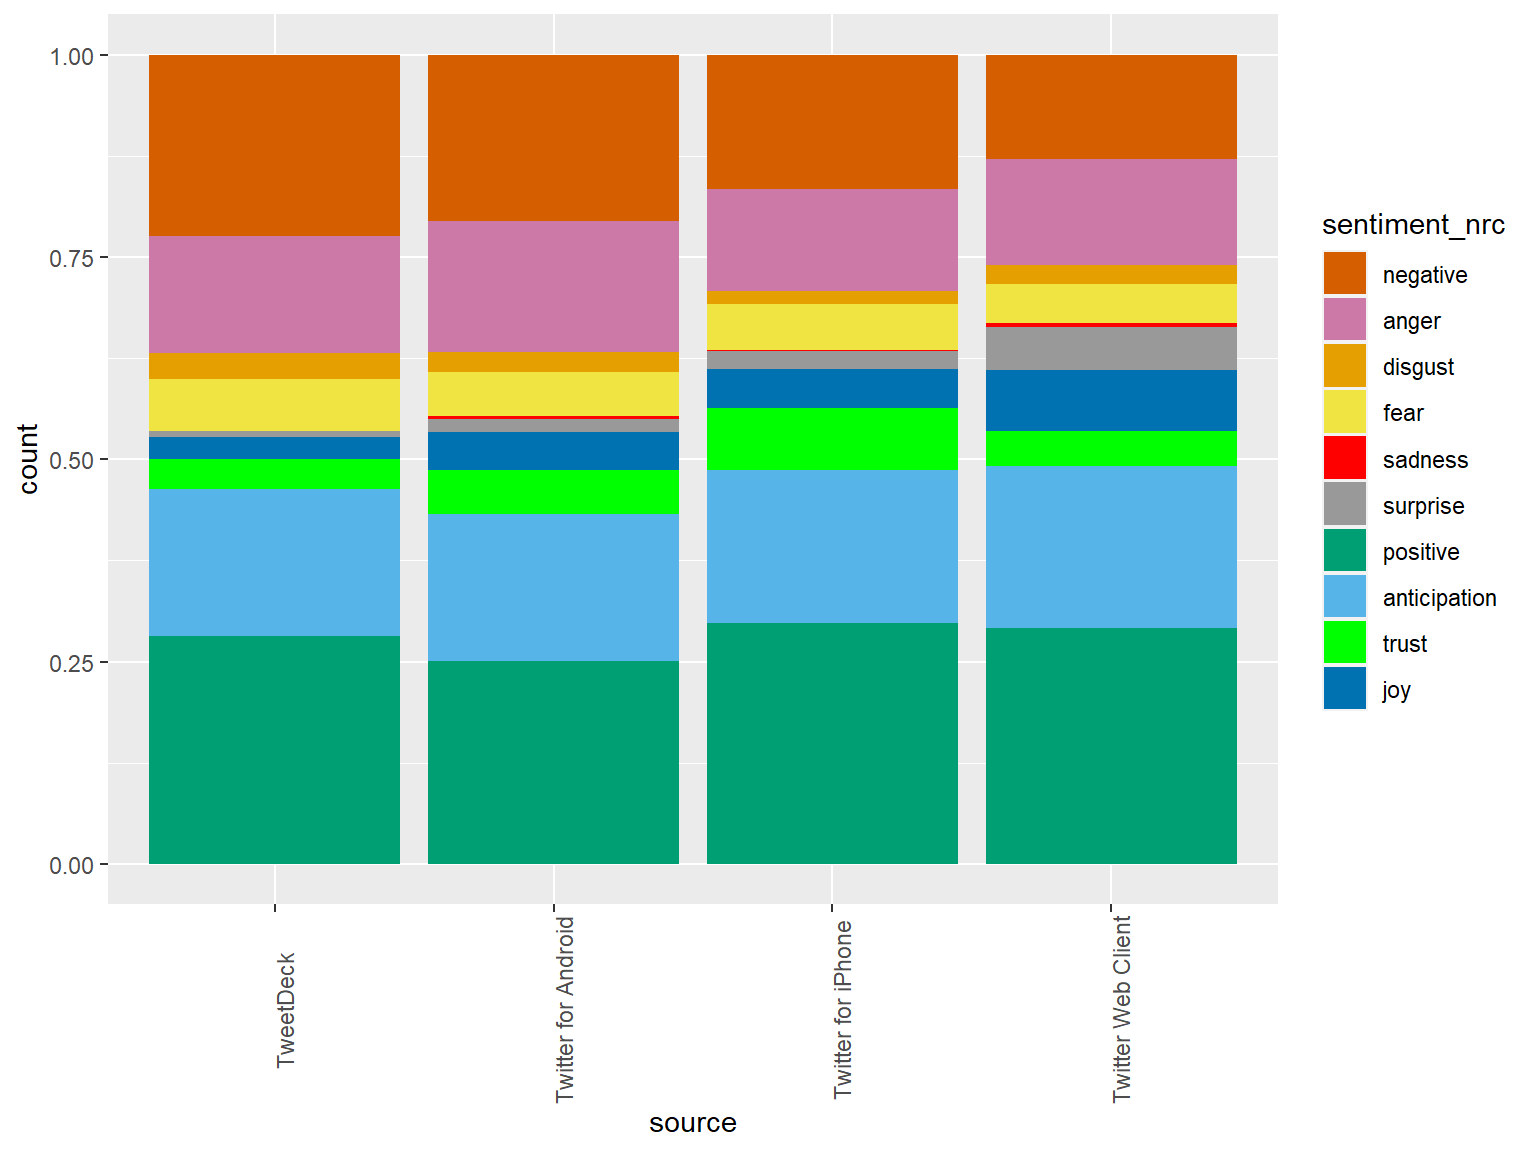 1.00
0.75
0.50
0.25
0.00
count
TweetDeck
Twitter for Android
Twitter for iPhone
Twitter Web Client
source
sentiment_nrc
negative
anger
disgust
fear
sadness
surprise
positive
anticipation
trust
joy